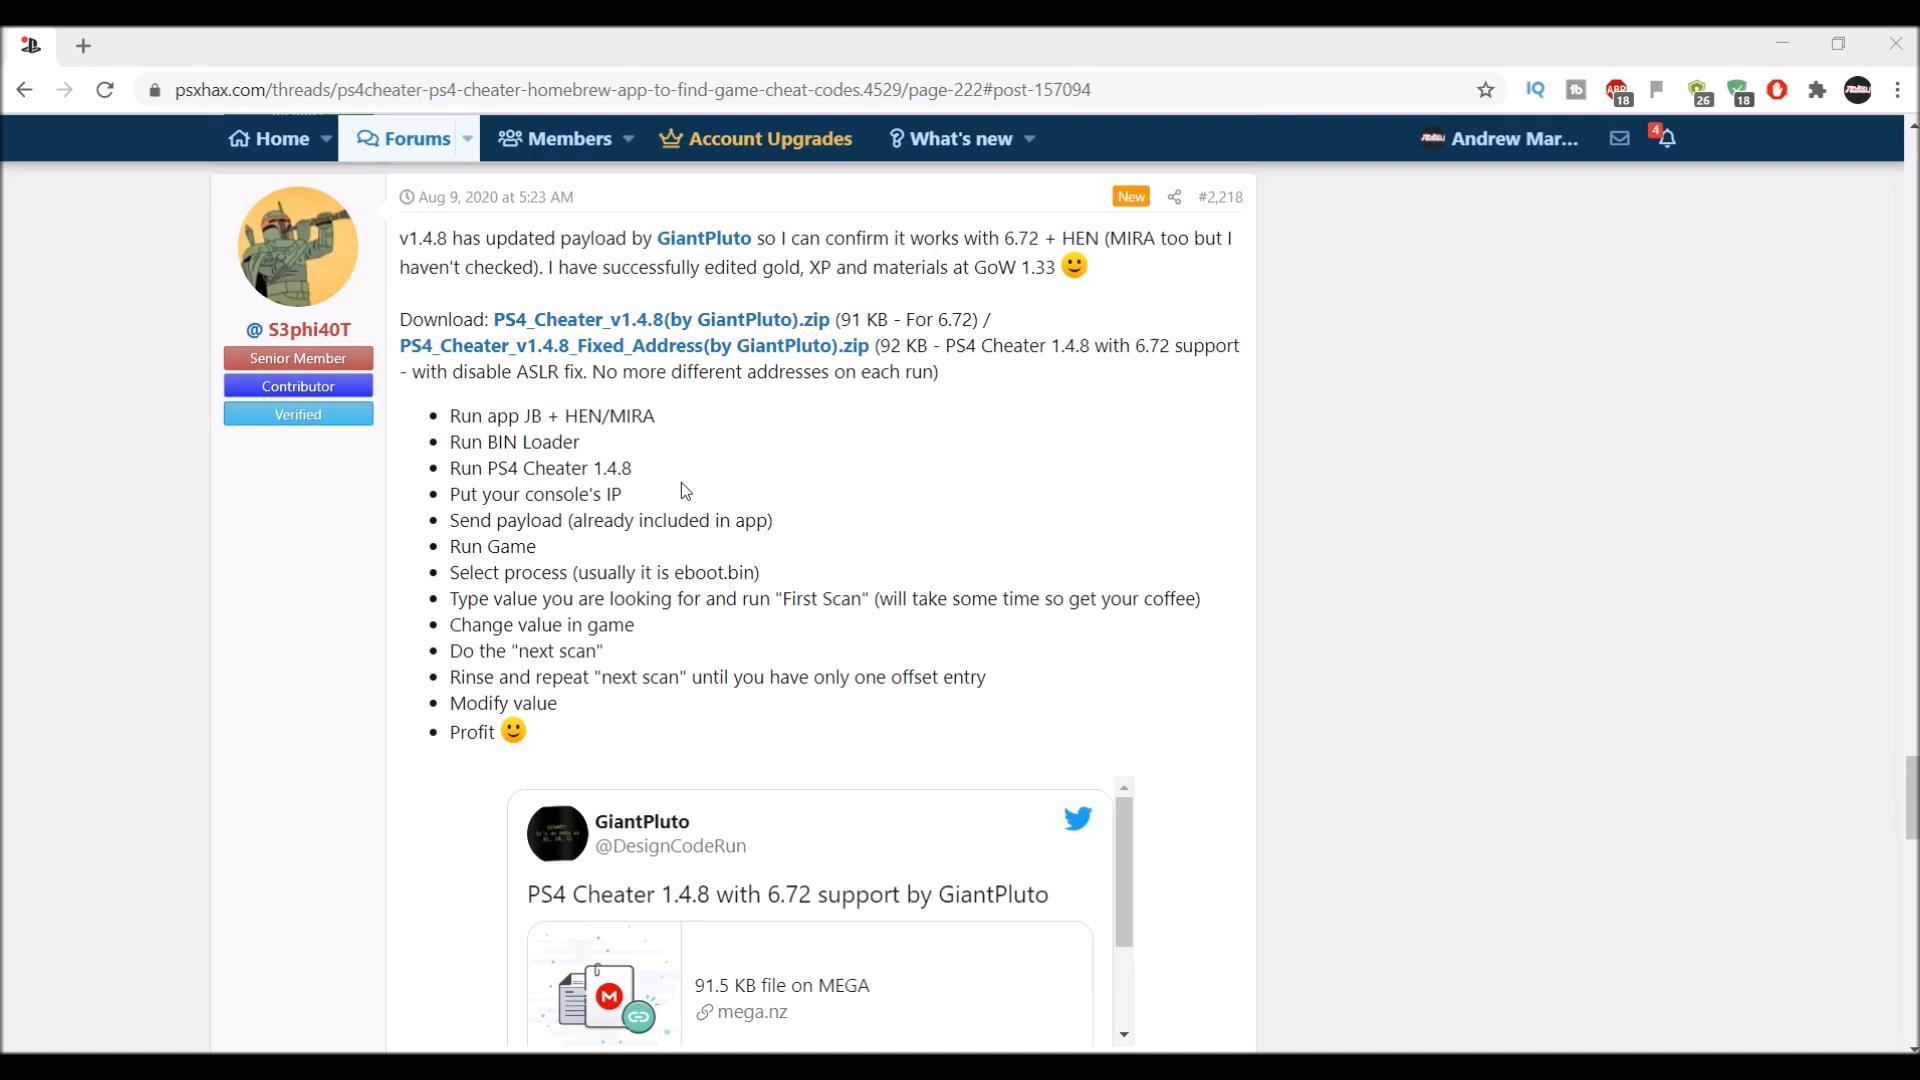 psxhax.com/threads/ps4cheater-ps4-cheater-homebrew-app-to-find-game-cheat-codes.4529/page-222#post-157094
IQ
ABP
18
26
18
Home
Forums
Members
Account Upgrades
What's new
Andrew Mar...
4
Aug 9, 2020 at 5:23 AM
New
#2,218
@ S3phi40T
Senior Member
Contributor
Verified
v1.4.8 has updated payload by GiantPluto so I can confirm it works with 6.72 + HEN (MIRA too but I
haven't checked). I have successfully edited gold, XP and materials at GoW 1.33
Download: PS4_Cheater_v1.4.8(by GiantPluto).zip (91 KB - For 6.72) /
PS4_Cheater_v1.4.8_Fixed_Address(by GiantPluto).zip (92 KB - PS4 Cheater 1.4.8 with 6.72 support
- with disable ASLR fix. No more different addresses on each run)
• Run app JB + HEN/MIRA
• Run BIN Loader
• Run PS4 Cheater 1.4.8
• Put your console's IP
• Send payload (already included in app)
• Run Game
• Select process (usually it is eboot.bin)
• Type value you are looking for and run "First Scan" (will take some time so get your coffee)
• Change value in game
• Do the "next scan"
• Rinse and repeat "next scan" until you have only one offset entry
• Modify value
• Profit
GiantPluto
@DesignCodeRun
PS4 Cheater 1.4.8 with 6.72 support by GiantPluto
M
91.5 KB file on MEGA
mega.nz